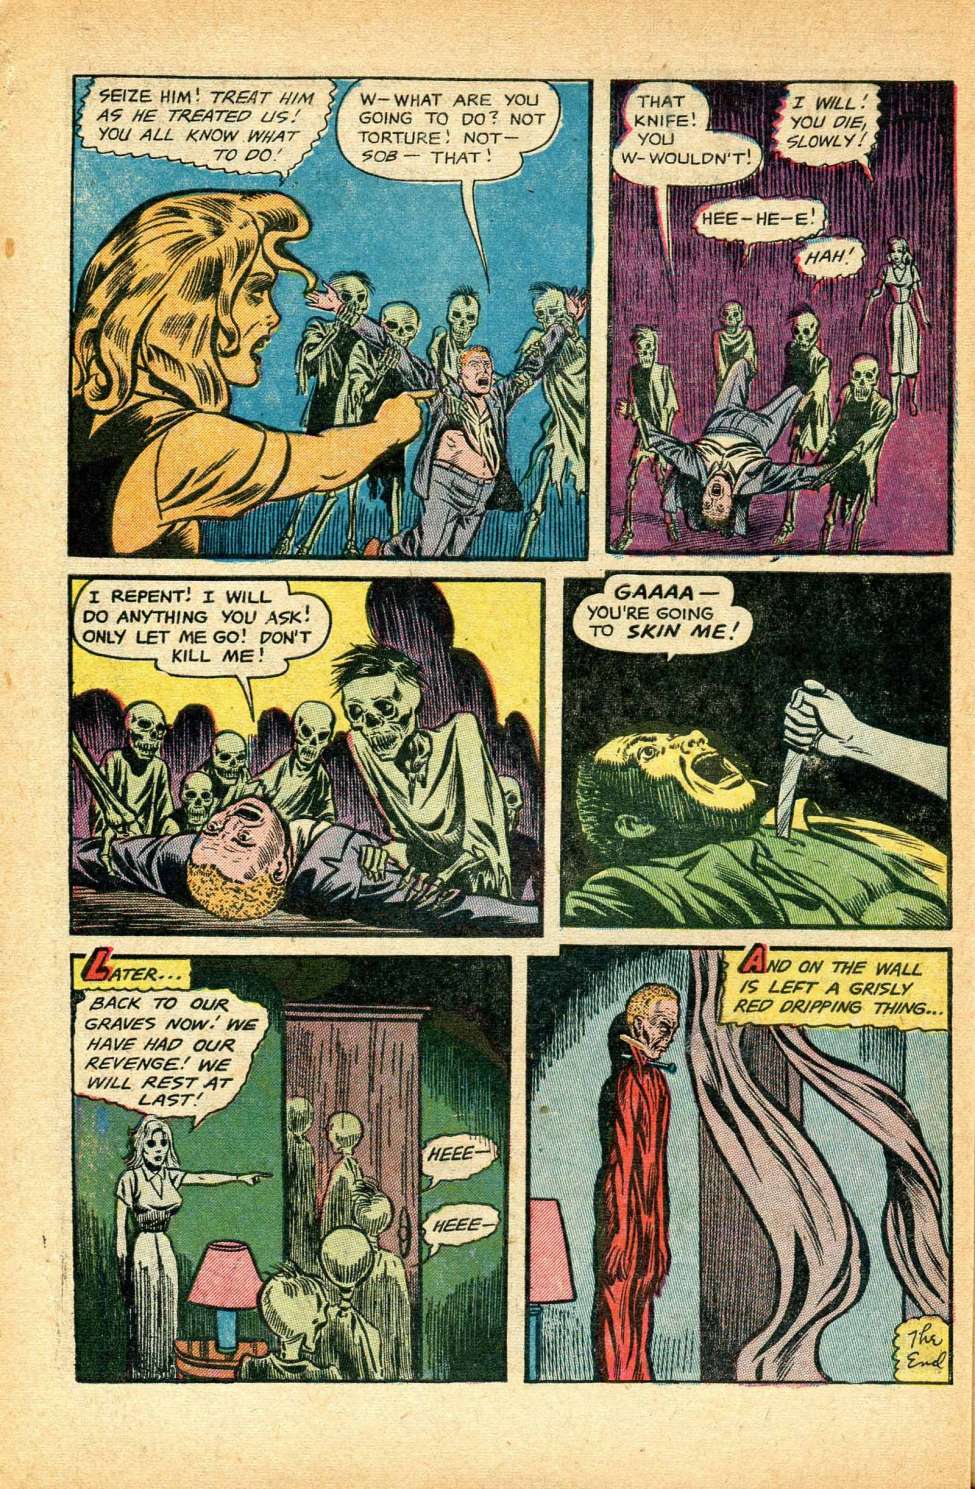 SEIZE HIM! TREAT HIM
AS HE TREATED US!
YOU ALL KNOW WHAT
TO DO!
W-WHAT ARE YOU
GOING TO DO? NOT
TORTURE! NOT—
SOB— THAT!
THAT
KNIFE!
YOU
W-WOULDN'T!
I WILL!
YOU DIE,
SLOWLY!
HEE-HE-E!
HAH!
I REPENT! I WILL
DO ANYTHING YOU ASK!
ONLY LET ME GO! DON'T
KILL ME!
GAAAA—
YOU'RE GOING
TO SKIN ME!
LATER...
BACK TO OUR
GRAVES NOW! WE
HAVE HAD OUR
REVENGE! WE
WILL REST AT
LAST!
HEEE—
HEEE—
AND ON THE WALL
IS LEFT A GRISLY
RED DRIPPING THING...
The
End